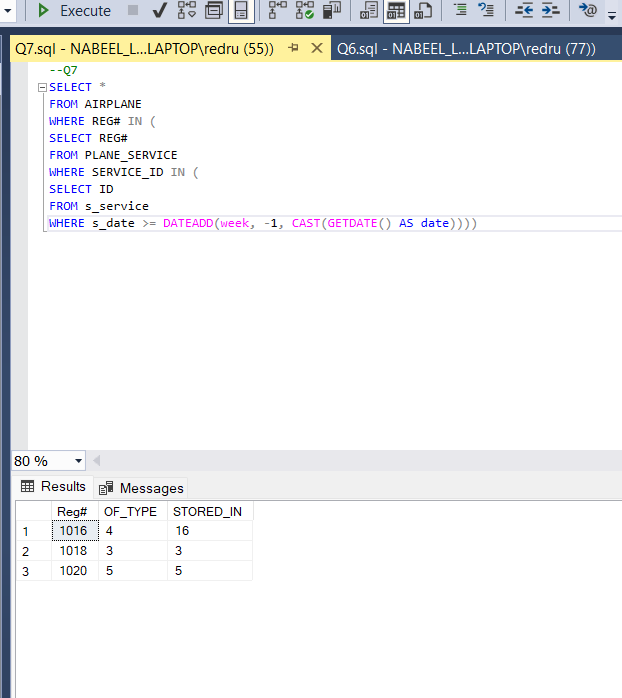 Execute
Q7.sql - NABEEL_L...LAPTOP\redru (55)) Q6.sql - NABEEL_L...LAPTOP\redru (77))
--Q7
SELECT *
FROM AIRPLANE
WHERE REG# IN (
SELECT REG#
FROM PLANE_SERVICE
WHERE SERVICE_ID IN (
SELECT ID
FROM s_service
WHERE s_date >= DATEADD(week, -1, CAST(GETDATE() AS date))))
80 %
Results Messages
Reg# OF_TYPE STORED_IN
1 1016 4 16
2 1018 3 3
3 1020 5 5